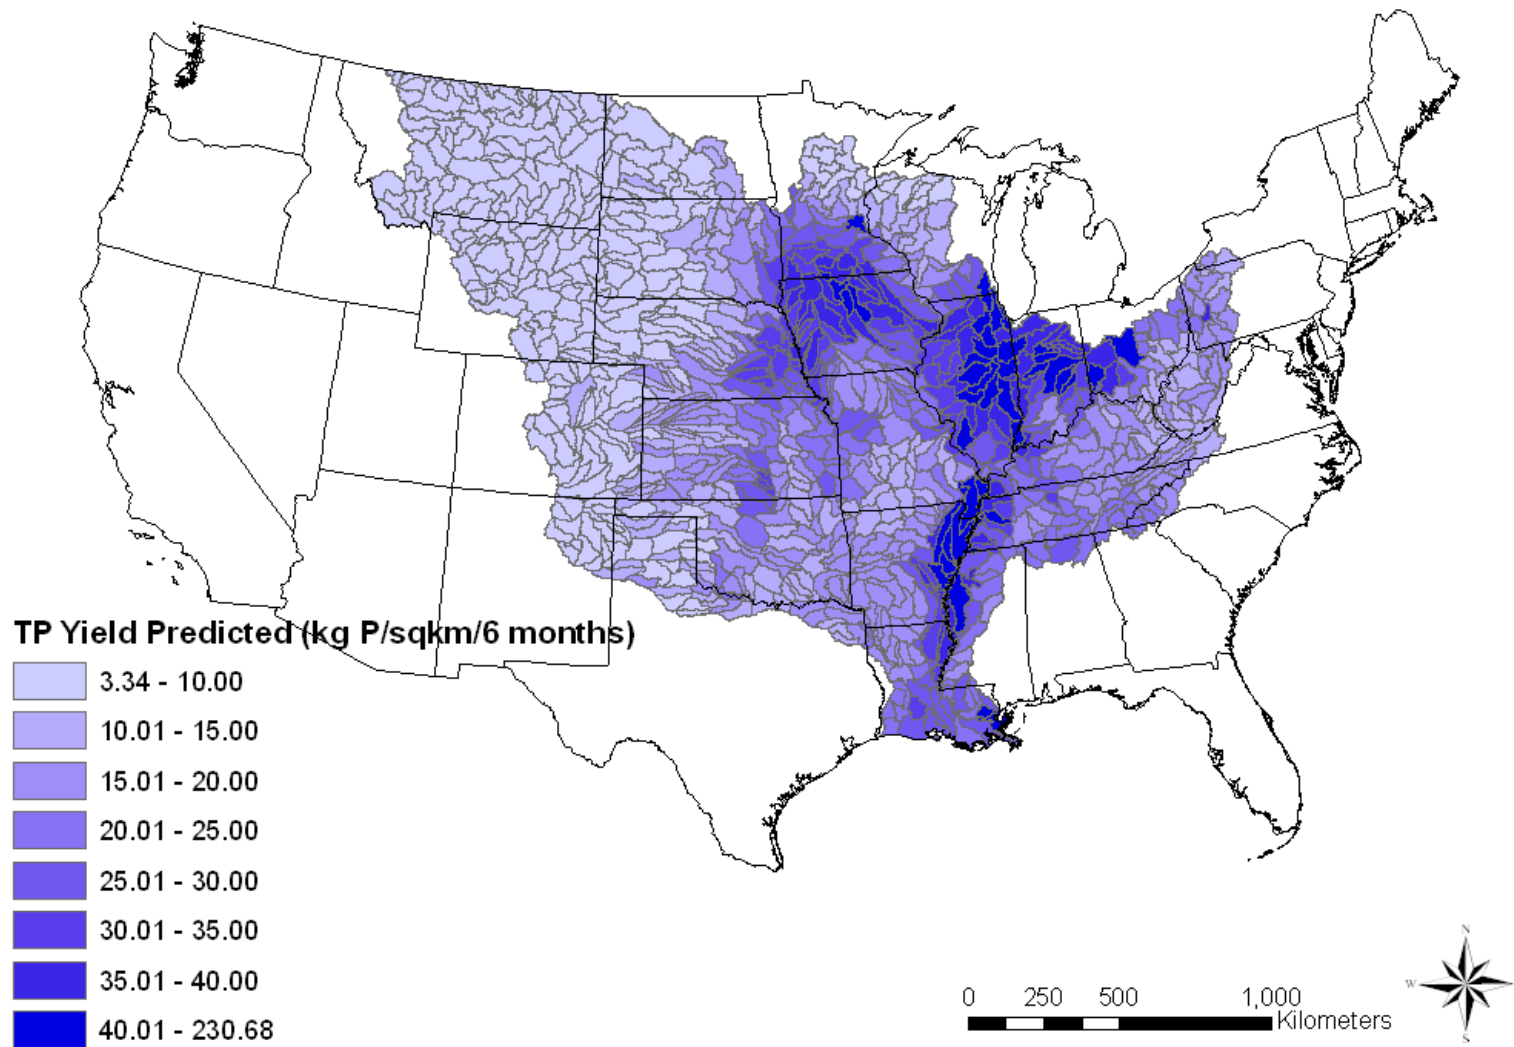 TP Yield Predicted (kg P/sqkm/6 months)
3.34 - 10.00
10.01 - 15.00
15.01 - 20.00
20.01 - 25.00
25.01 - 30.00
30.01 - 35.00
35.01 - 40.00
40.01 - 230.68
0 250 500 1,000
Kilometers
N
W E
S